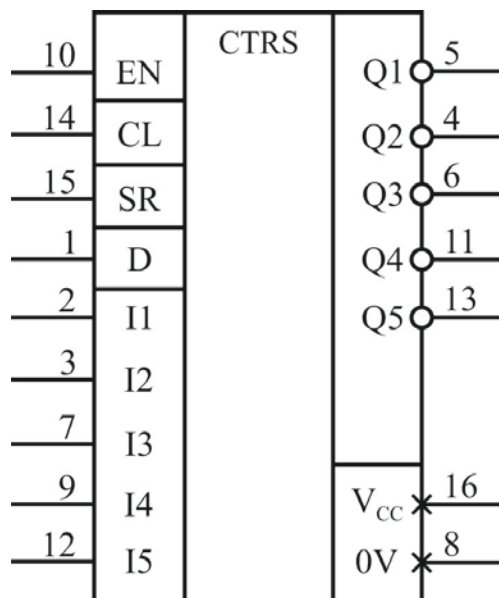 CTRS
10 EN Q1 5
14 CL Q2 4
15 SR Q3 6
1 D Q4 11
2 I1 Q5 13
3 I2
7 I3
9 I4 VCC 16
12 I5 0V 8